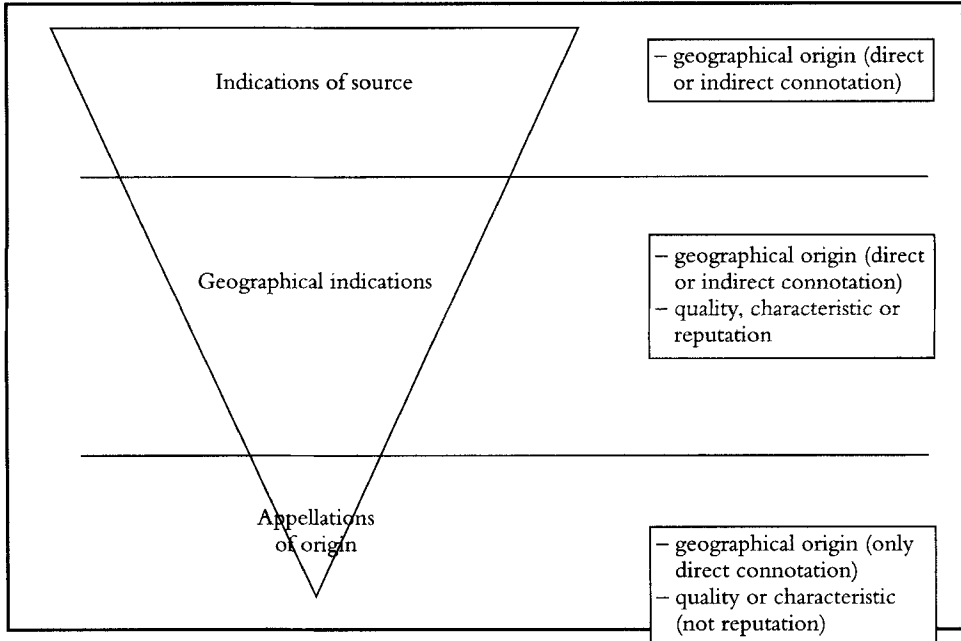 Indications of source
– geographical origin (direct
or indirect connotation)
Geographical indications
– geographical origin (direct
or indirect connotation)
– quality, characteristic or
reputation
Appellations
of origin
– geographical origin (only
direct connotation)
– quality or characteristic
(not reputation)